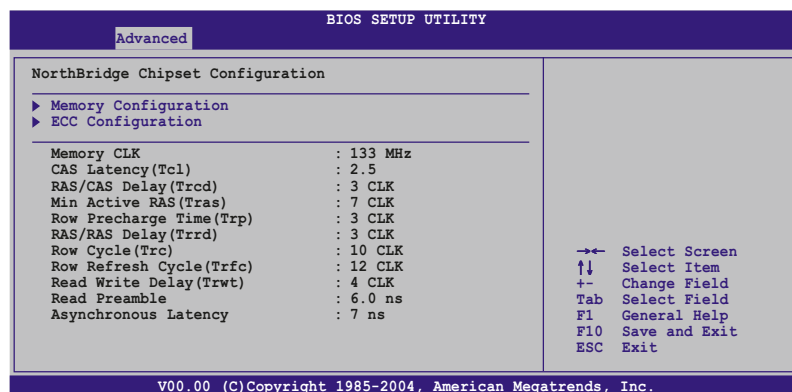 BIOS SETUP UTILITY
Advanced
NorthBridge Chipset Configuration
Memory Configuration
ECC Configuration
Memory CLK : 133 MHz
CAS Latency(Tcl) : 2.5
RAS/CAS Delay(Trcd) : 3 CLK
Min Active RAS(Tras) : 7 CLK
Row Precharge Time(Trp) : 3 CLK
RAS/RAS Delay(Trrd) : 3 CLK
Row Cycle(Trc) : 10 CLK
Row Refresh Cycle(Trfc) : 12 CLK
Read Write Delay(Trwt) : 4 CLK
Read Preamble : 6.0 ns
Asynchronous Latency : 7 ns
→← Select Screen
↑↓ Select Item
+- Change Field
Tab Select Field
F1 General Help
F10 Save and Exit
ESC Exit
V00.00 (C)Copyright 1985-2004, American Megatrends, Inc.